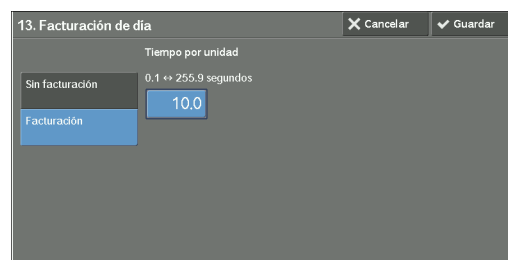 13. Facturación de día
Cancelar
Guardar
Tiempo por unidad
0.1 ↔ 255.9 segundos
Sin facturación
10.0
Facturación